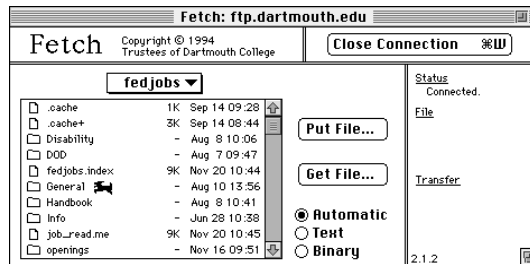 Fetch: ftp.dartmouth.edu
Fetch
Copyright © 1994
Trustees of Dartmouth College
Close Connection ⌘W
fedjobs
.cache 1K Sep 14 09:28
.cache+ 3K Sep 14 08:44
Disability - Aug 8 10:06
DOD - Aug 7 09:47
fedjobs.index 9K Nov 20 10:44
General - Aug 10 13:56
Handbook - Aug 8 10:41
Info - Jun 28 10:38
job_read.me 9K Nov 20 10:45
openings - Nov 16 09:51
Put File...
Get File...
Automatic
Text
Binary
Status
Connected.
File
Transfer
2.1.2